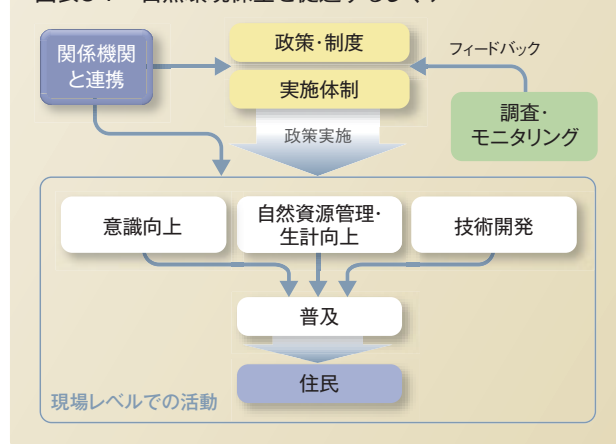 関係機関
と連携
政策・制度
実施体制
フィードバック
調査・
モニタリング
政策実施
意識向上
自然資源管理・
生計向上
技術開発
普及
住民
現場レベルでの活動